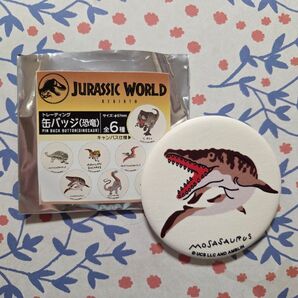 JURASSIC WORLD
REBIRTH
トレーディング
缶バッジ(恐竜)
PIN BACK BUTTON(DINOSAUR)
サイズ:φ57mm
全6種
キャンバス仕様
MOSASAURUS
© UCS LLC AND AMBLIN